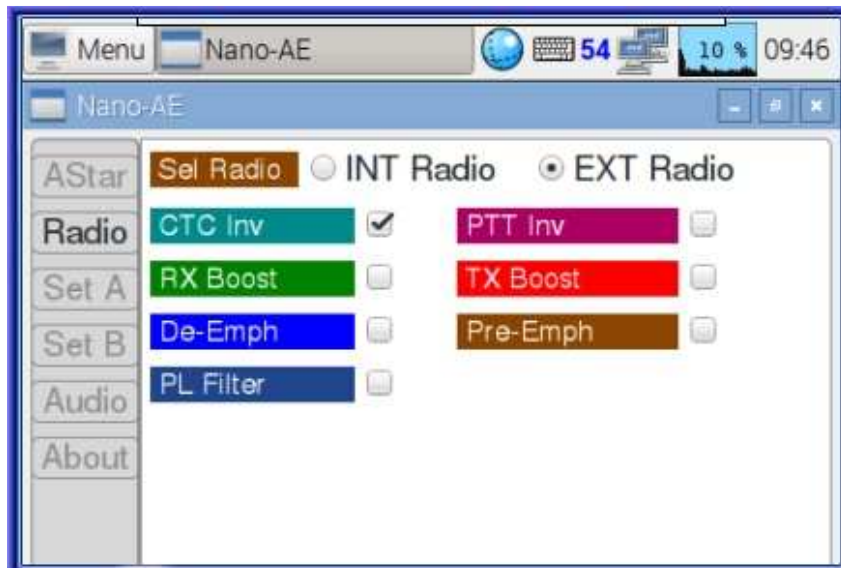 Menu Nano-AE 54 10 % 09:46
Nano-AE
AStar Sel Radio INT Radio EXT Radio
Radio CTC Inv PTT Inv
Set A RX Boost TX Boost
Set B De-Emph Pre-Emph
Audio PL Filter
About